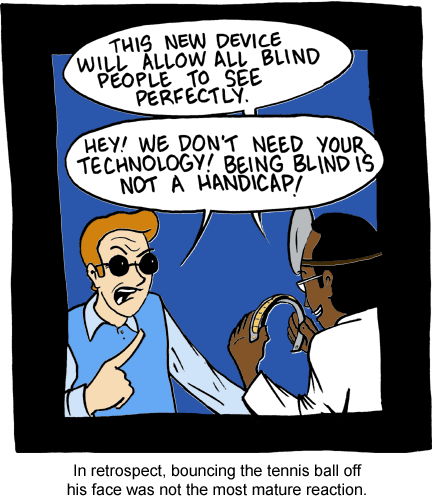 THIS NEW DEVICE
WILL ALLOW ALL BLIND
PEOPLE TO SEE
PERFECTLY.
HEY! WE DON'T NEED YOUR
TECHNOLOGY! BEING BLIND IS
NOT A HANDICAP!
In retrospect, bouncing the tennis ball off
his face was not the most mature reaction.